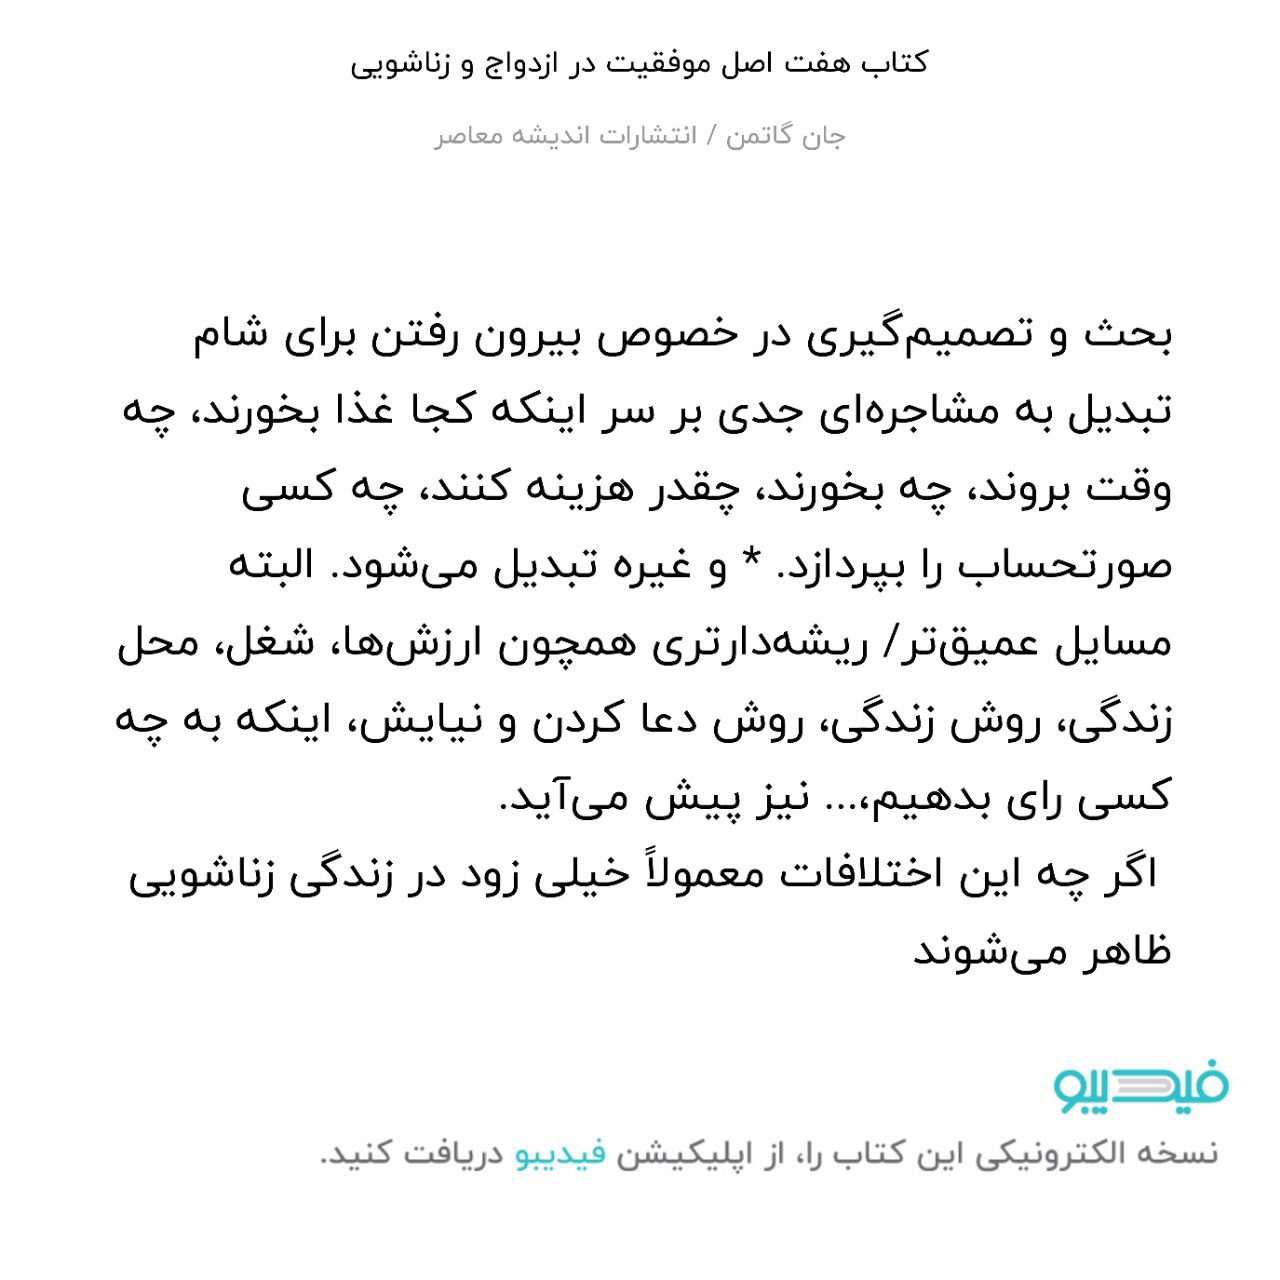 کتاب هفت اصل موفقیت در ازدواج و زناشویی
جان گاتمن / انتشارات اندیشه معاصر
بحث و تصمیم‌گیری در خصوص بیرون رفتن برای شام
تبدیل به مشاجره‌ای جدی بر سر اینکه کجا غذا بخورند، چه
وقت بروند، چه بخورند، چقدر هزینه کنند، چه کسی
صورتحساب را بپردازد. * و غیره تبدیل می‌شود. البته
مسایل عمیق‌تر/ ریشه‌دارتری همچون ارزش‌ها، شغل، محل
زندگی، روش زندگی، روش دعا کردن و نیایش، اینکه به چه
کسی رای بدهیم،... نیز پیش می‌آید.
اگر چه این اختلافات معمولاً خیلی زود در زندگی زناشویی
ظاهر می‌شوند
فیدیبو
نسخه الکترونیکی این کتاب را، از اپلیکیشن فیدیبو دریافت کنید.